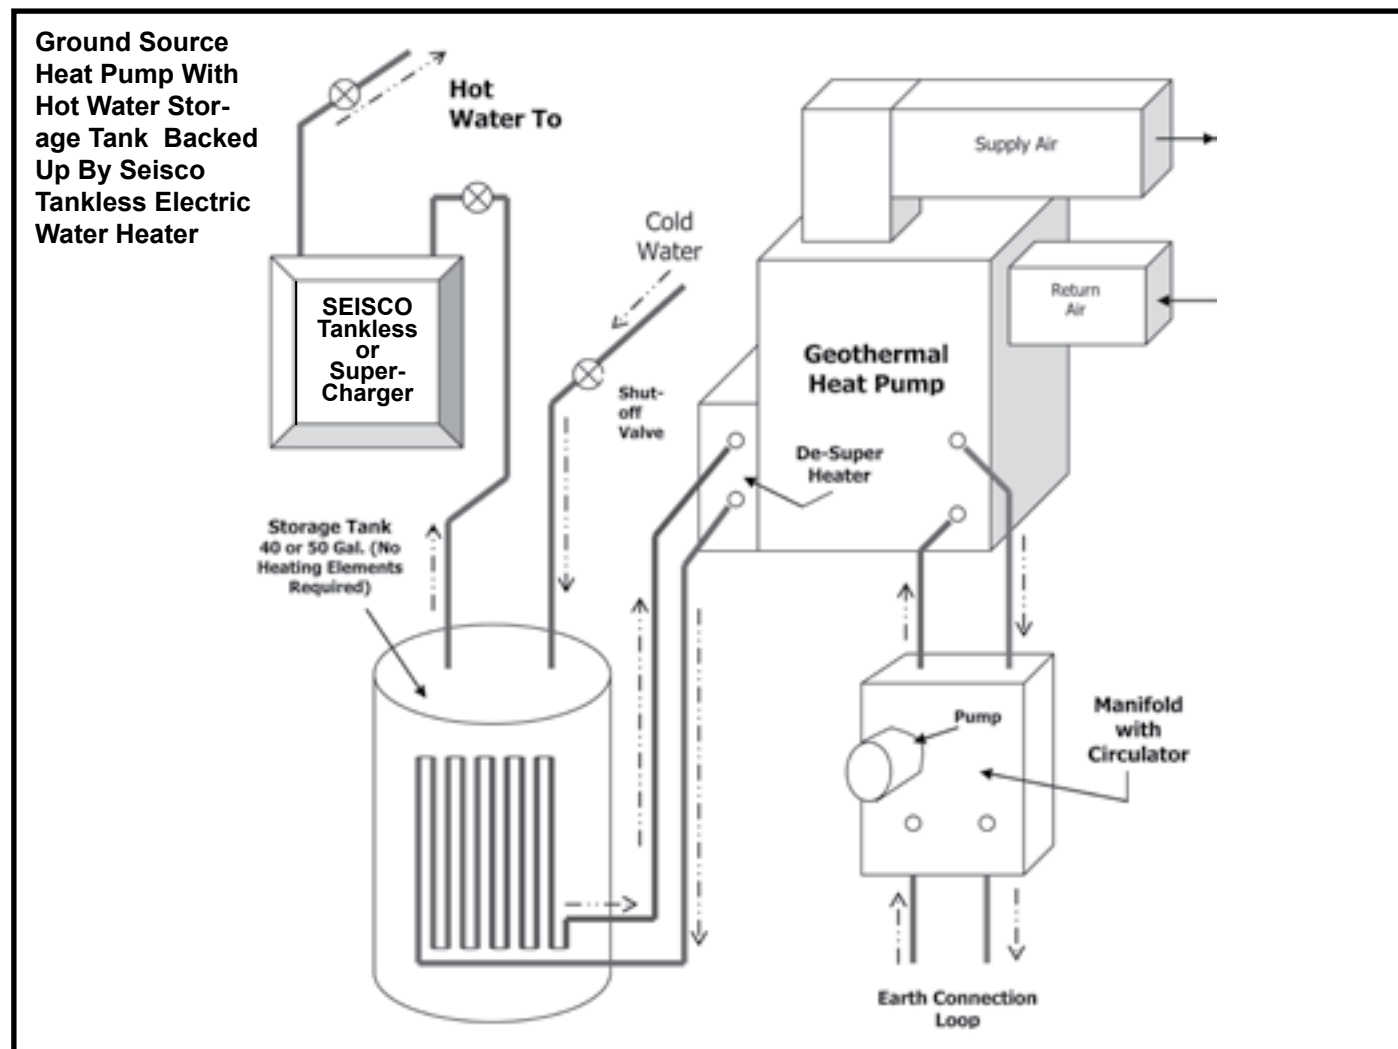 Ground Source
Heat Pump With
Hot Water Stor-
age Tank Backed
Up By Seisco
Tankless Electric
Water Heater
Hot
Water To
Supply Air
Cold
Water
Return
Air
SEISCO
Tankless
or
Super-
Charger
Geothermal
Heat Pump
Shut-
off
Valve
De-Super
Heater
Storage Tank
40 or 50 Gal. (No
Heating Elements
Required)
Pump
Manifold
with
Circulator
Earth Connection
Loop